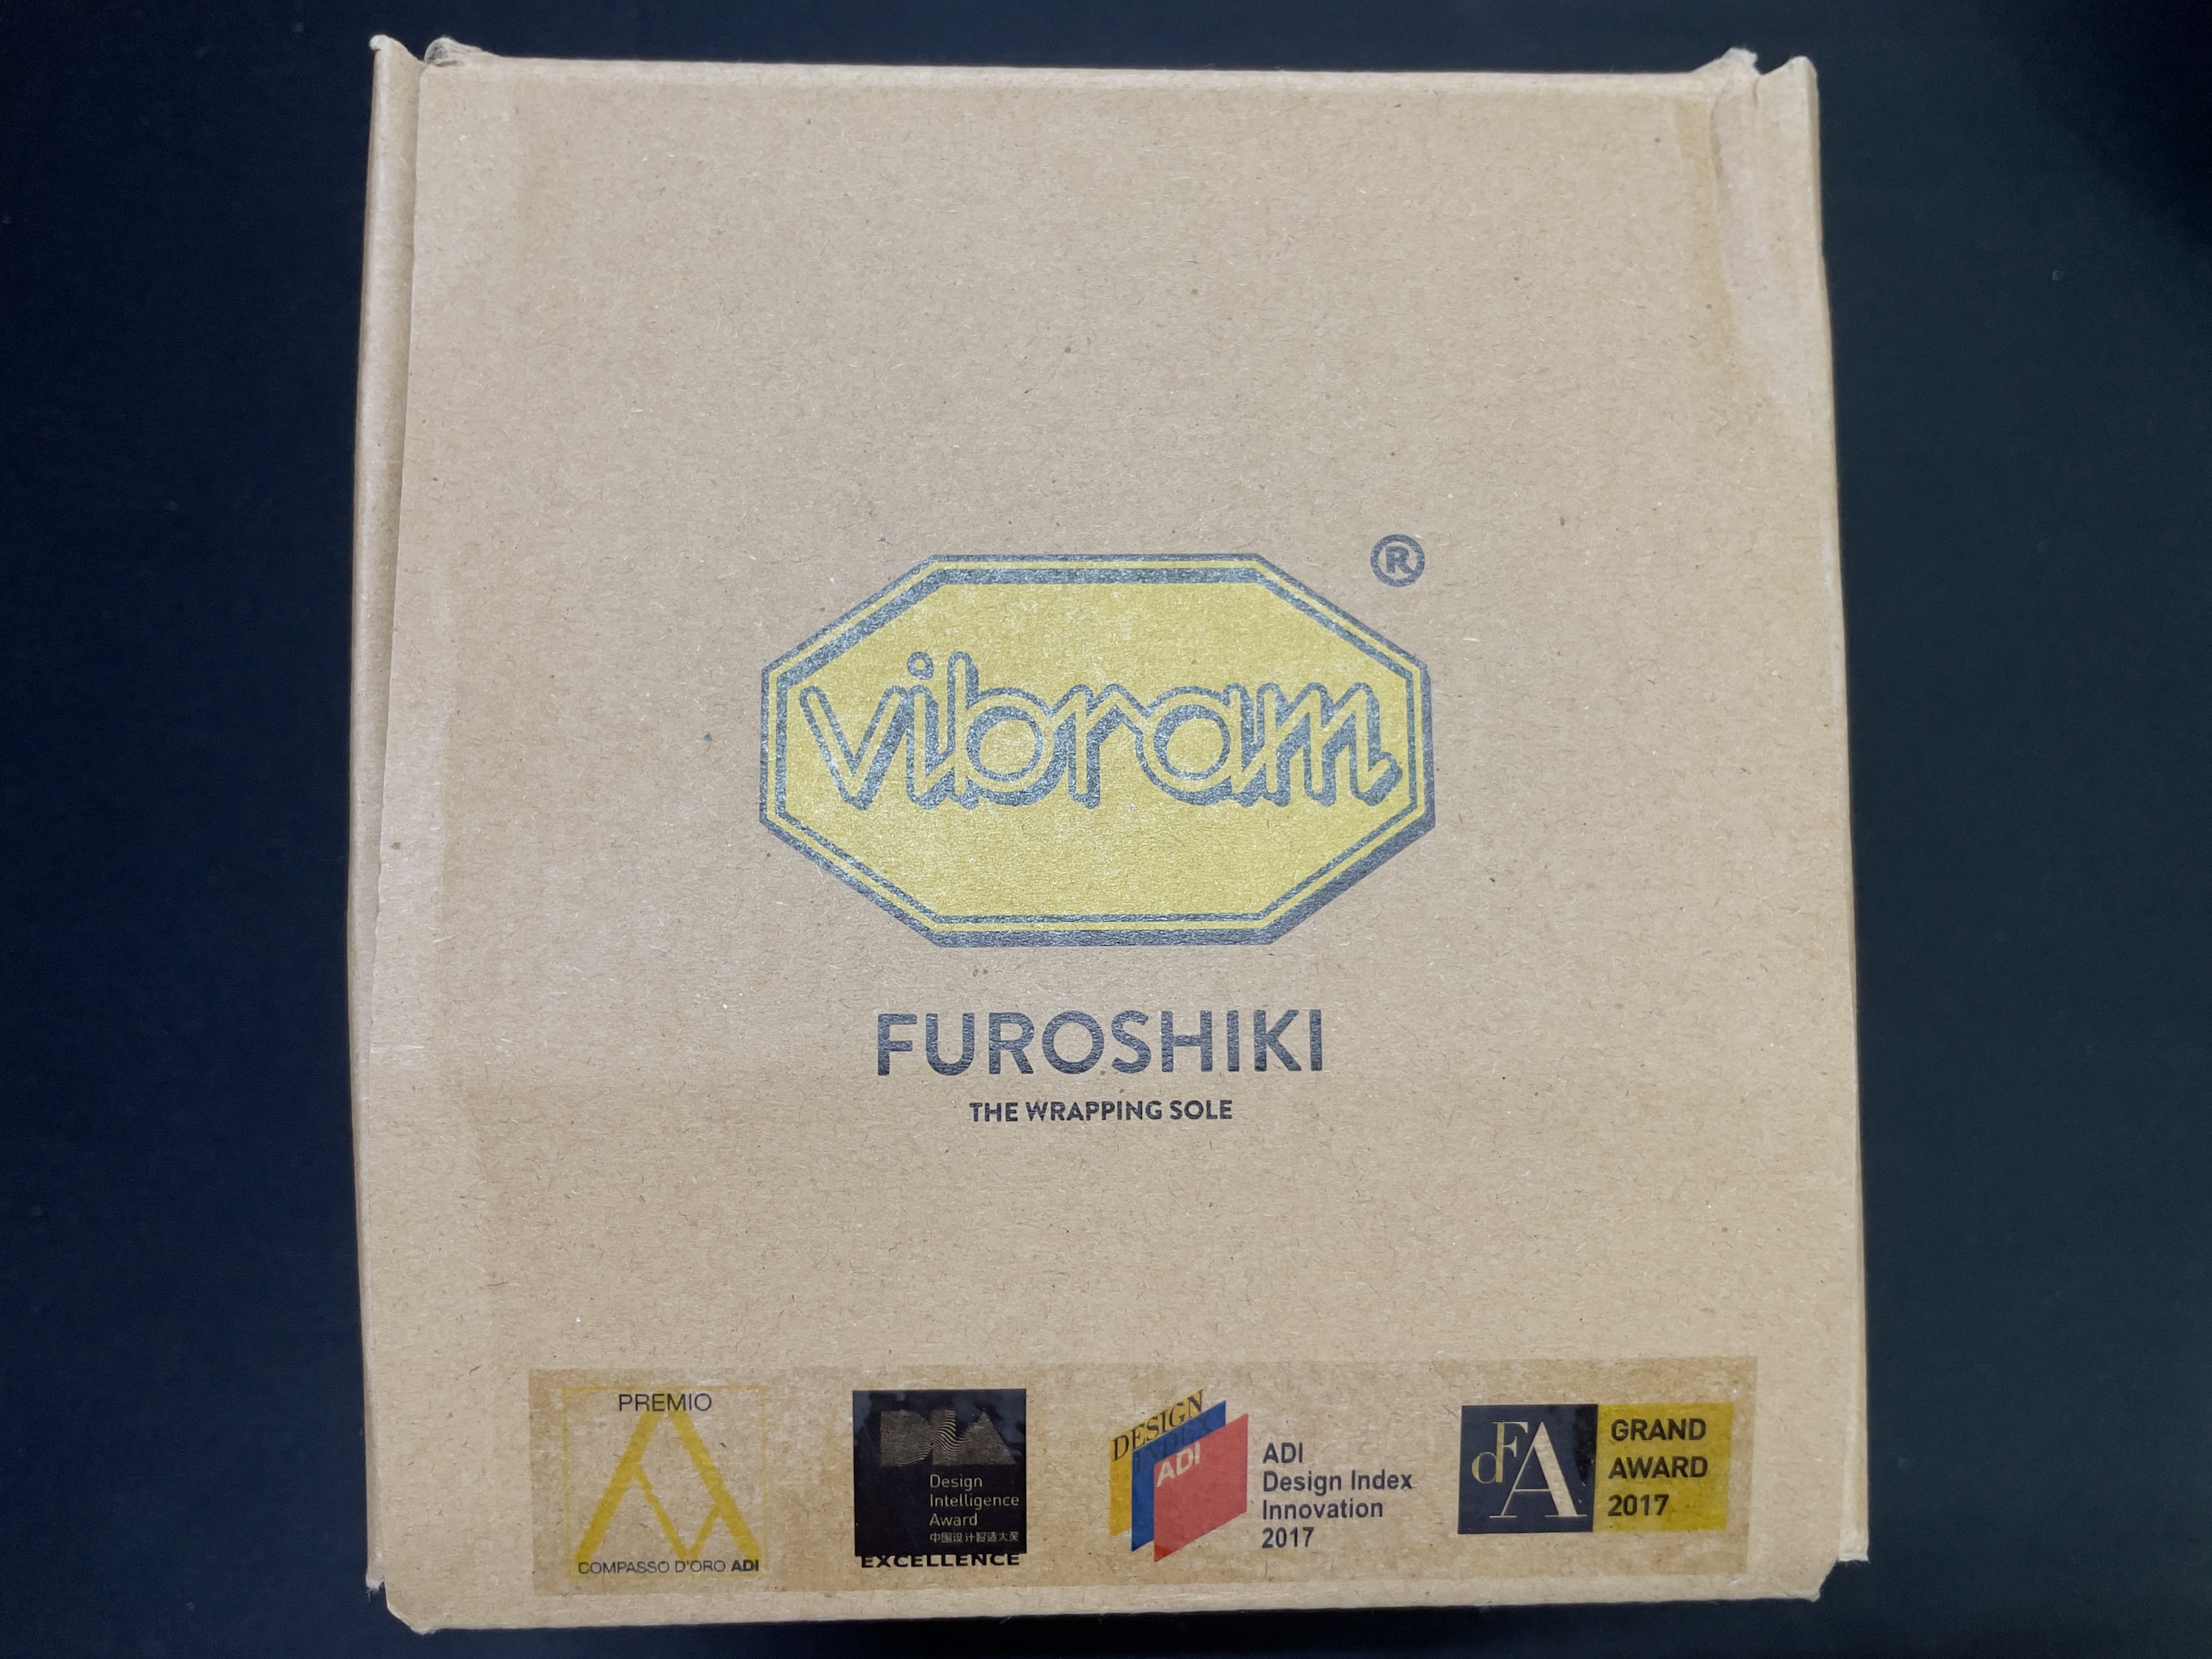 ®
vibram
FUROSHIKI
THE WRAPPING SOLE
PREMIO
COMPASSO D'ORO ADI
DIA
Design
Intelligence
Award
中国设计智造大奖
EXCELLENCE
DESIGN
ADI
ADI
Design Index
Innovation
2017
dFA
GRAND
AWARD
2017